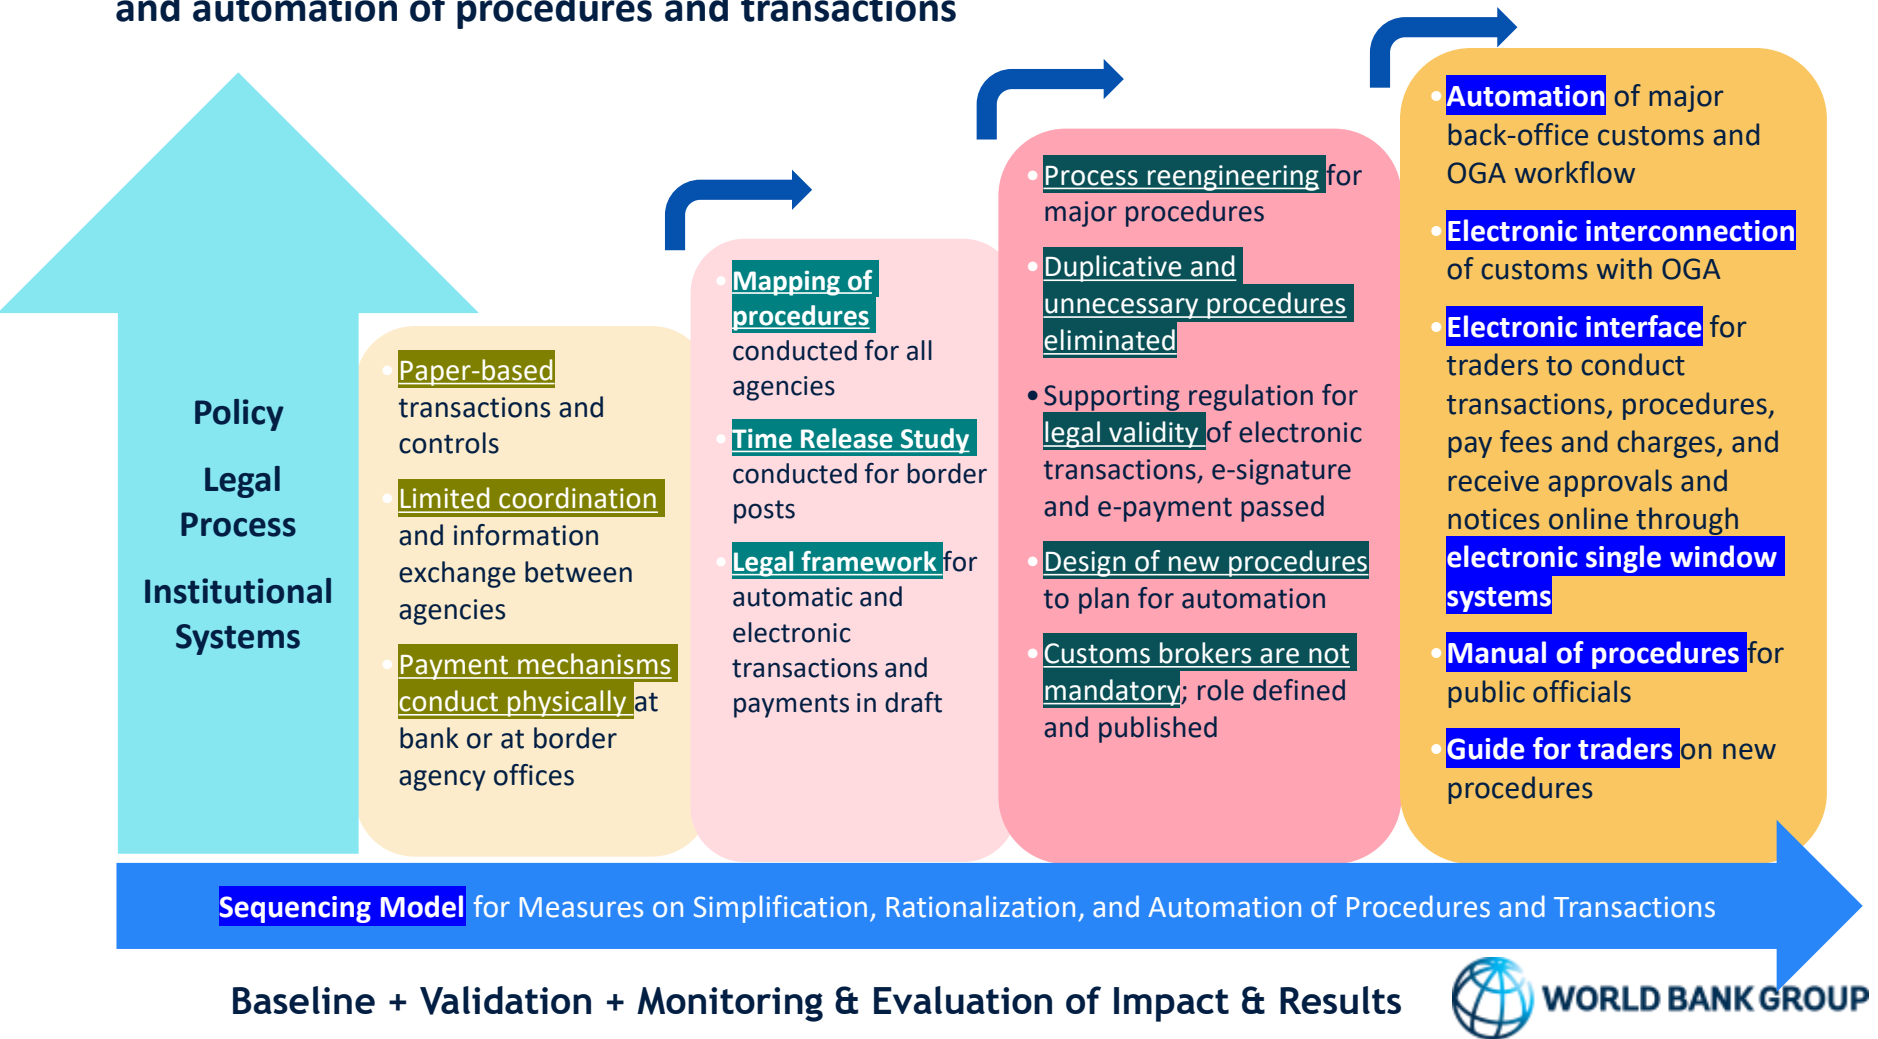 and automation of procedures and transactions
Policy
Legal
Process
Institutional
Systems
•Paper-based
transactions and
controls
•Limited coordination
and information
exchange between
agencies
•Payment mechanisms
conduct physically at
bank or at border
agency offices
•Mapping of
procedures
conducted for all
agencies
•Time Release Study
conducted for border
posts
•Legal framework for
automatic and
electronic
transactions and
payments in draft
•Process reengineering for
major procedures
•Duplicative and
unnecessary procedures
eliminated
•Supporting regulation for
legal validity of electronic
transactions, e-signature
and e-payment passed
•Design of new procedures
to plan for automation
•Customs brokers are not
mandatory; role defined
and published
•Automation of major
back-office customs and
OGA workflow
•Electronic interconnection
of customs with OGA
•Electronic interface for
traders to conduct
transactions, procedures,
pay fees and charges, and
receive approvals and
notices online through
electronic single window
systems
•Manual of procedures for
public officials
•Guide for traders on new
procedures
Sequencing Model for Measures on Simplification, Rationalization, and Automation of Procedures and Transactions
Baseline + Validation + Monitoring & Evaluation of Impact & Results
WORLD BANK GROUP